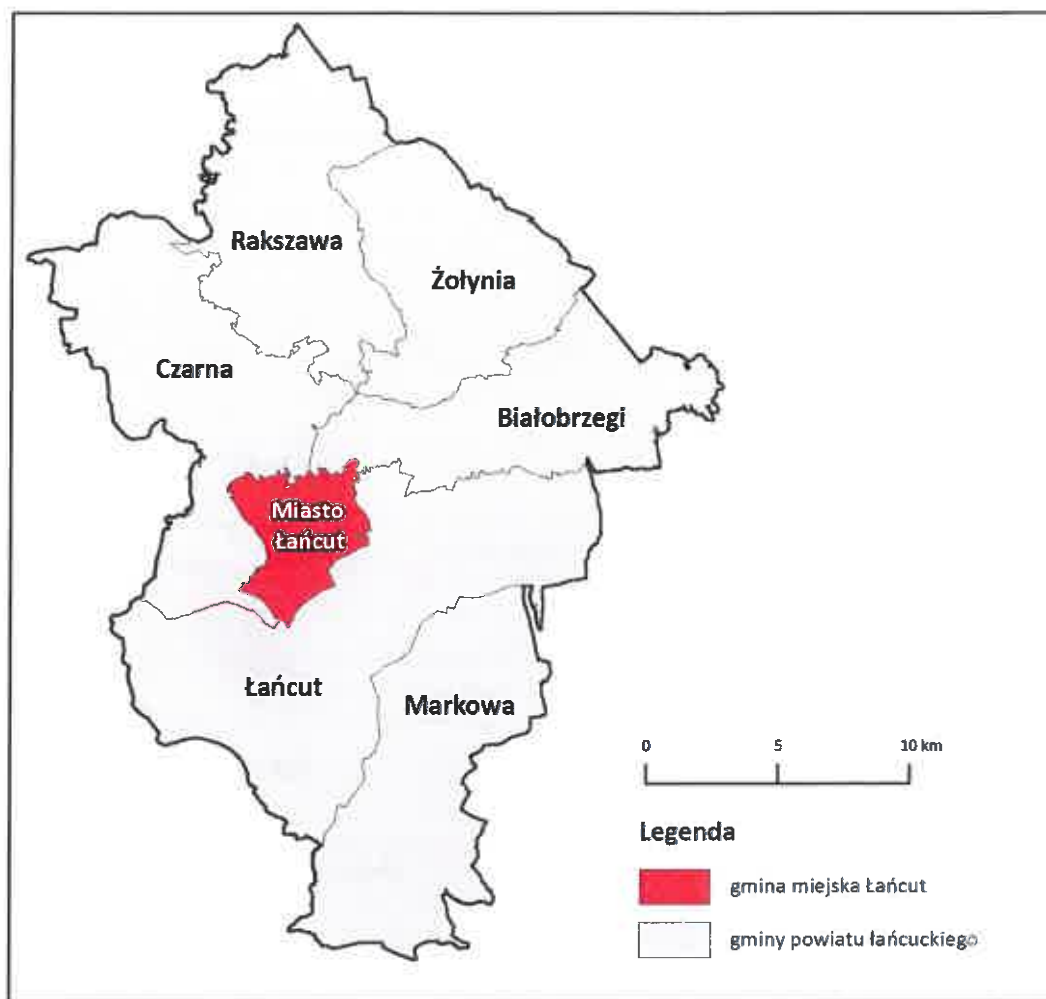 Rakszawa
Żołynia
Czarna
Białobrzegi
Miasto
Łańcut
Łańcut
Markowa
0 5 10 km
Legenda
gmina miejska Łańcut
gminy powiatu łańcuckiego